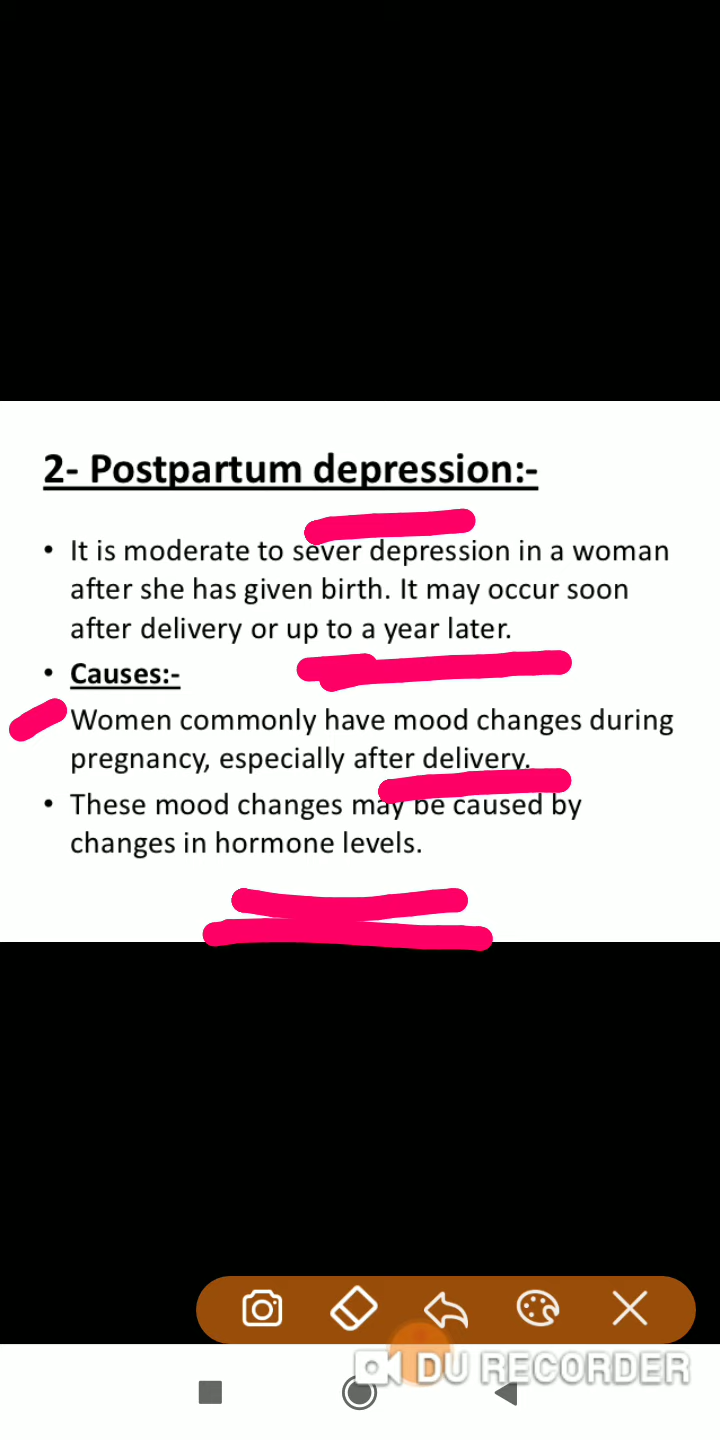 2- Postpartum depression:-
• It is moderate to sever depression in a woman
after she has given birth. It may occur soon
after delivery or up to a year later.
• Causes:-
Women commonly have mood changes during
pregnancy, especially after delivery.
• These mood changes may be caused by
changes in hormone levels.
DU RECORDER